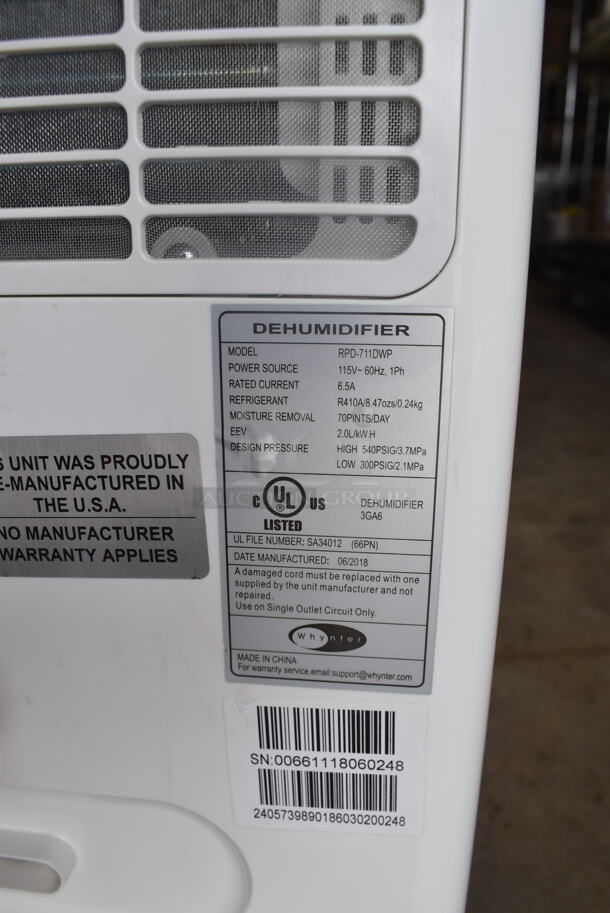 DEHUMIDIFIER
MODEL RPD-711DWP
POWER SOURCE 115V~ 60Hz, 1Ph
RATED CURRENT 6.5A
REFRIGERANT R410A/8.47ozs/0.24kg
MOISTURE REMOVAL 70PINTS/DAY
EEV 2.0L/kW.H
DESIGN PRESSURE HIGH 540PSIG/3.7MPa
LOW 300PSIG/2.1MPa
C UL US
®
LISTED
DEHUMIDIFIER
3GA6
UL FILE NUMBER: SA34012 (66PN)
DATE MANUFACTURED: 06/2018
A damaged cord must be replaced with one
supplied by the unit manufacturer and not
repaired.
Use on Single Outlet Circuit Only.
Whynter
MADE IN CHINA
For warranty service,email:support@whynter.com
S UNIT WAS PROUDLY
E-MANUFACTURED IN
THE U.S.A.
NO MANUFACTURER
WARRANTY APPLIES
SN:00661118060248
2405739890186030200248
AUCTION GROUP